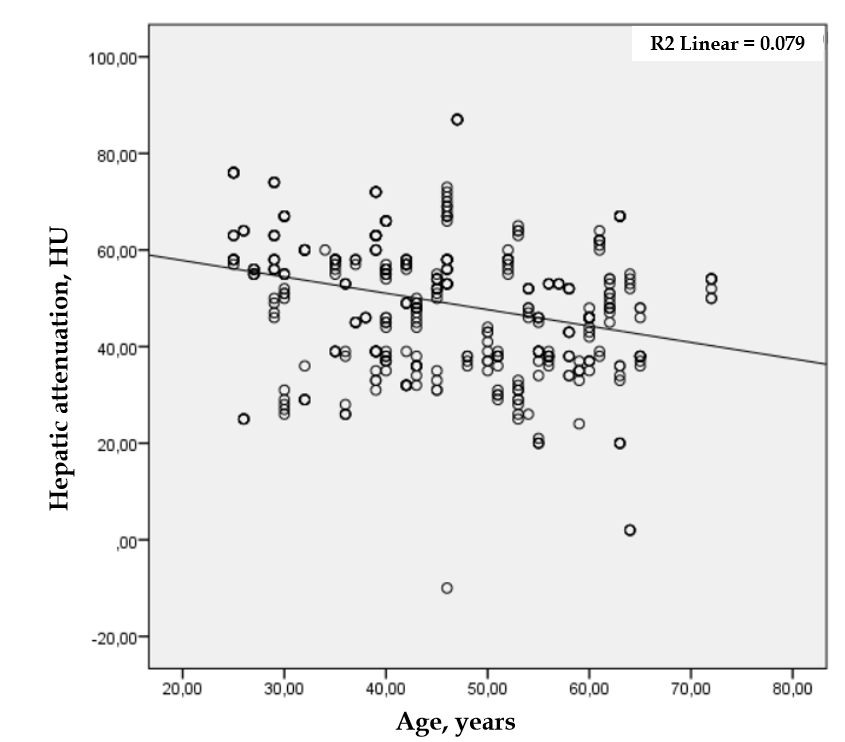 R2 Linear = 0.079
100,00
80,00
60,00
40,00
20,00
,00
-20,00
Hepatic attenuation, HU
20,00 30,00 40,00 50,00 60,00 70,00 80,00
Age, years